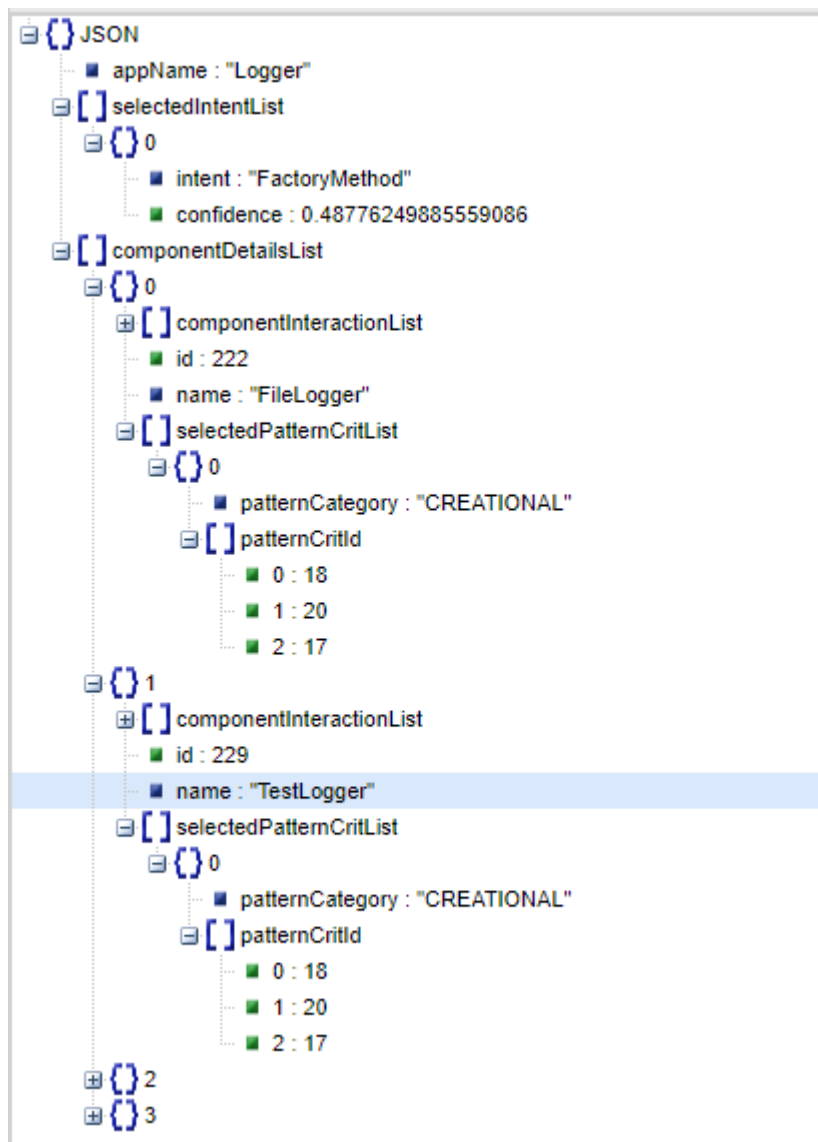 JSON
appName : "Logger"
selectedIntentList
0
intent : "FactoryMethod"
confidence : 0.48776249885559086
componentDetailsList
0
componentInteractionList
id : 222
name : "FileLogger"
selectedPatternCritList
0
patternCategory : "CREATIONAL"
patternCritId
0 : 18
1 : 20
2 : 17
1
componentInteractionList
id : 229
name : "TestLogger"
selectedPatternCritList
0
patternCategory : "CREATIONAL"
patternCritId
0 : 18
1 : 20
2 : 17
2
3